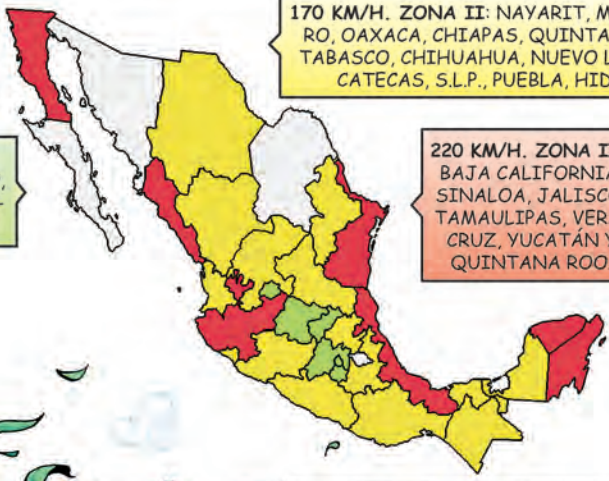 170 KM/H. ZONA II: NAYARIT, M
RO, OAXACA, CHIAPAS, QUINTA
TABASCO, CHIHUAHUA, NUEVO L
CATECAS, S.L.P., PUEBLA, HID
220 KM/H. ZONA I
BAJA CALIFORNIA
SINALOA, JALISC
TAMAULIPAS, VER
CRUZ, YUCATÁN Y
QUINTANA ROO